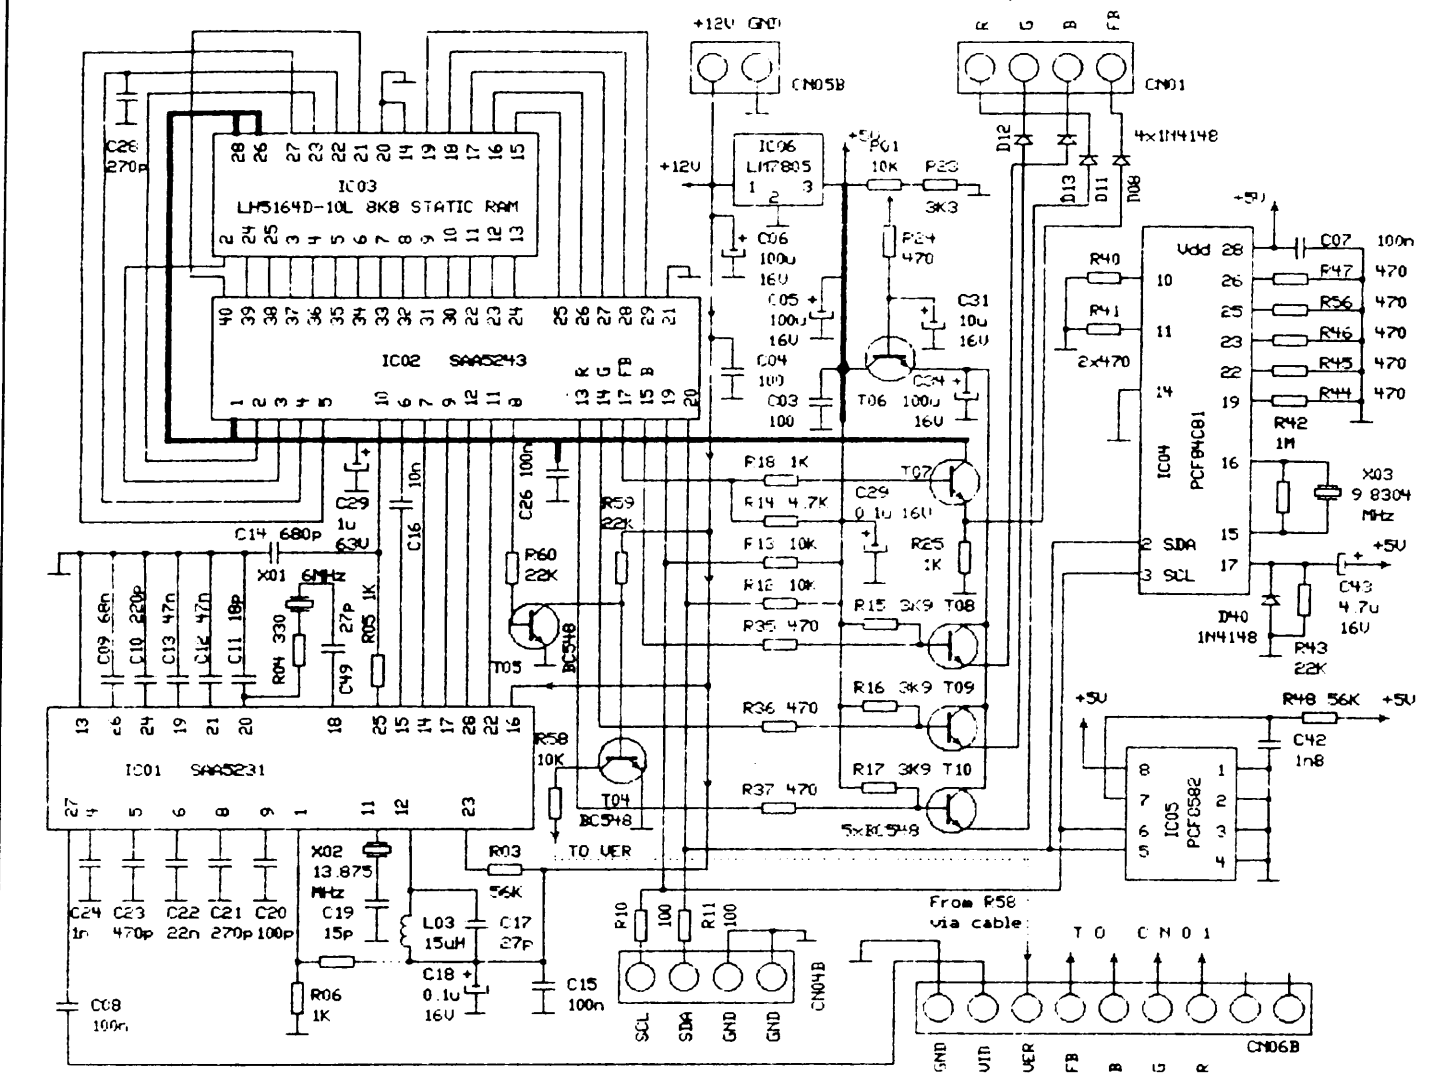 +12V GND
CN05B
R G B FB
CN01
4x1N4148
D12
D13
D11
D08
C28
270p
28 26 27 23 22 21 20 14 19 18 17 16 15
IC03
LH5164D-10L 8K8 STATIC RAM
2 24 25 3 4 5 6 7 8 9 10 11 12 13
IC06
LM7805
1 3
2
+12V
+5V
P01
10K
R23
3K3
R24
470
C06
100u
16V
C05
100u
16V
C31
10u
16V
C04
100
C03
100
T06
C34
100u
16V
40 39 38 37 36 35 34 33 32 31 30 29 22 23 24 25 26 27 28 29 21
IC02 SAA5243
R G FB B
1 2 3 4 5 10 6 7 9 12 11 8 13 14 17 15 19 20
+5V
Vdd 28
C07 100n
R40
10
26
R47 470
25
R56 470
R41
11
23
R46 470
2x470
22
R45 470
14
19
R44 470
R42
1M
IC04
PCF84C81
16
X03
9.8304
MHz
15
2 SDA
3 SCL
17
+5V
C43
4.7u
16V
D40
1N4148
R43
22K
C29
1u
63V
10n
C16
C26 100n
R59
22K
R60
22K
T05
BC548
R18 1K
R14 4.7K
R13 10K
R12 10K
R35 470
R36 470
R37 470
T07
C29
0.1u 16V
R25
1K
R15 3K9 T08
R16 3K9 T09
R17 3K9 T10
5xBC548
C14 680p
X01 6MHz
C09 68n
C10 220p
C13 47n
C12 47n
C11 18p
R04 330
C49 27p
R05 1K
13 26 24 19 21 20 18 25 15 14 17 28 22 16
IC01 SAA5231
27 4 5 6 8 9 1 11 12 23
R58
10K
T04
BC548
TO VER
+5V
R48 56K
+5V
C42
1n8
IC05
PCF8582
8 1
7 2
6 3
5 4
C24
1n
C23
470p
C22
22n
C21
270p
C20
100p
X02
13.875
MHz
C19
15p
R03
56K
L03
15uH
C17
27p
C18
0.1u
16V
C15
100n
R06
1K
C08
100n
R10 100
R11 100
CN04B
SCL SDA GND GND
From R58
via cable
TO CN01
CN06B
GND VID VER FB B G R